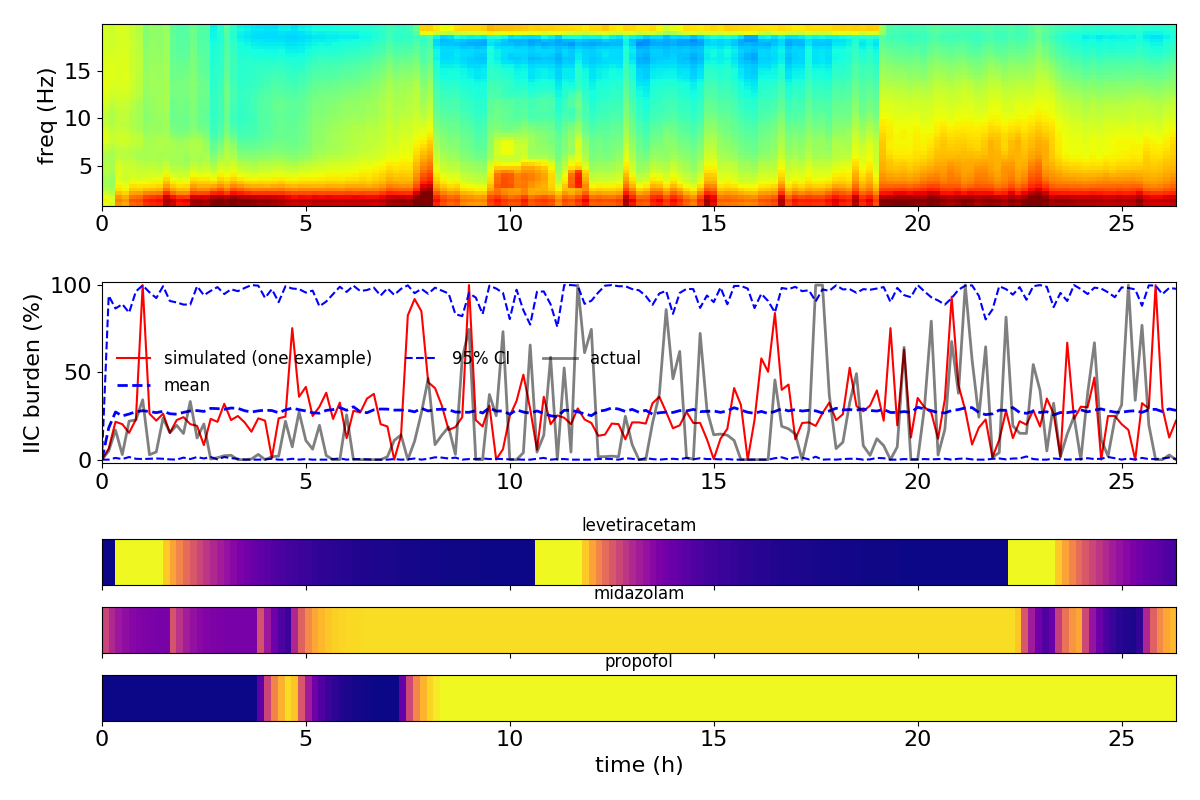 freq (Hz)
15
10
5
0 5 10 15 20 25
IIC burden (%)
100
50
0
simulated (one example) 95% CI actual
mean
0 5 10 15 20 25
levetiracetam
midazolam
propofol
0 5 10 15 20 25
time (h)